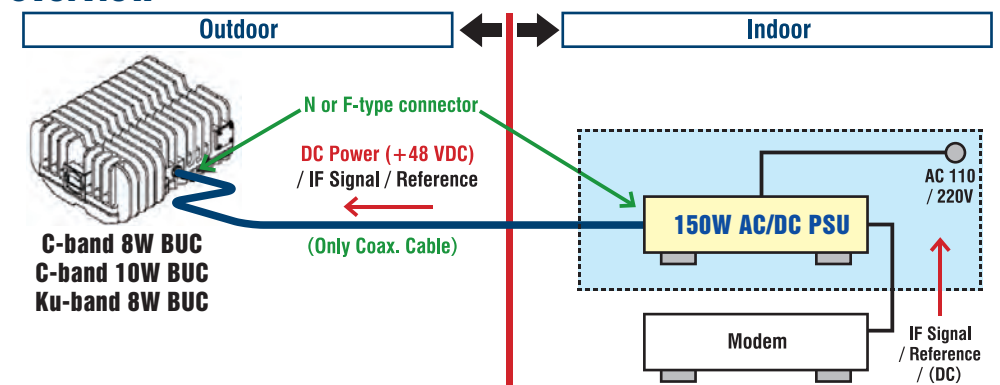 Outdoor
Indoor
N or F-type connector
DC Power (+48 VDC)
/ IF Signal / Reference
(Only Coax. Cable)
C-band 8W BUC
C-band 10W BUC
Ku-band 8W BUC
AC 110
/ 220V
150W AC/DC PSU
Modem
IF Signal
/ Reference
/ (DC)